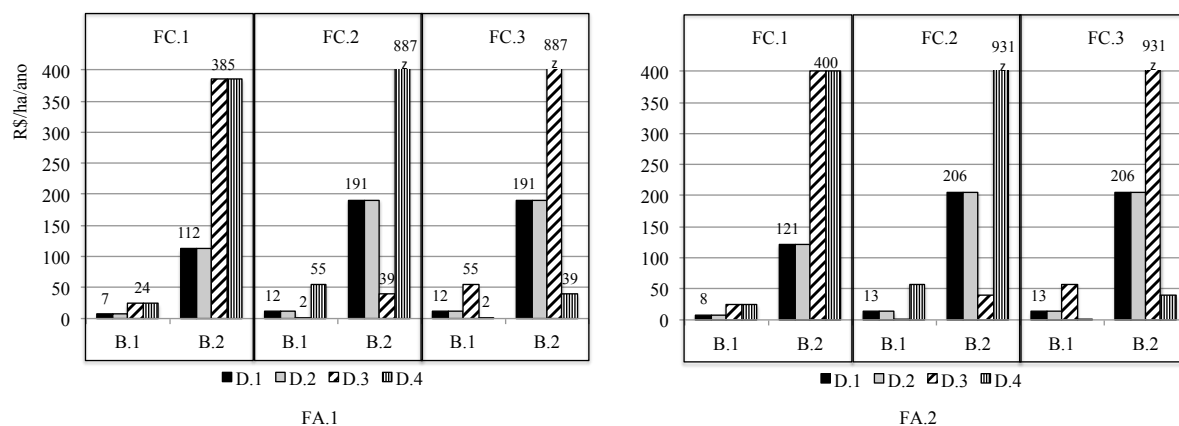 FC.1 FC.2 FC.3
887 887
z z
R$/ha/ano
400
350
300
250
200
150
100
50
0
385
191 191
112
55 55
39 39
24
7 12 2 12 2
B.1 B.2 B.1 B.2 B.1 B.2
D.1 D.2 D.3 D.4
FA.1
FC.1 FC.2 FC.3
931 931
z z
400
350
300
250
200
150
100
50
0
400
206 206
121
8 13 13
B.1 B.2 B.1 B.2 B.1 B.2
D.1 D.2 D.3 D.4
FA.2